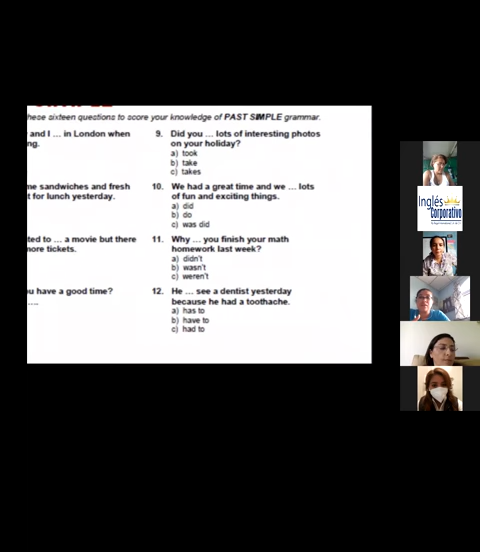 hese sixteen questions to score your knowledge of PAST SIMPLE grammar.
and I ... in London when
ng.
me sandwiches and fresh
t for lunch yesterday.
ted to ... a movie but there
more tickets.
u have a good time?
9. Did you ... lots of interesting photos
on your holiday?
a) took
b) take
c) takes
10. We had a great time and we ... lots
of fun and exciting things.
a) did
b) do
c) was did
11. Why ... you finish your math
homework last week?
a) didn't
b) wasn't
c) weren't
12. He ... see a dentist yesterday
because he had a toothache.
a) has to
b) have to
c) had to
Inglés
Corporativo